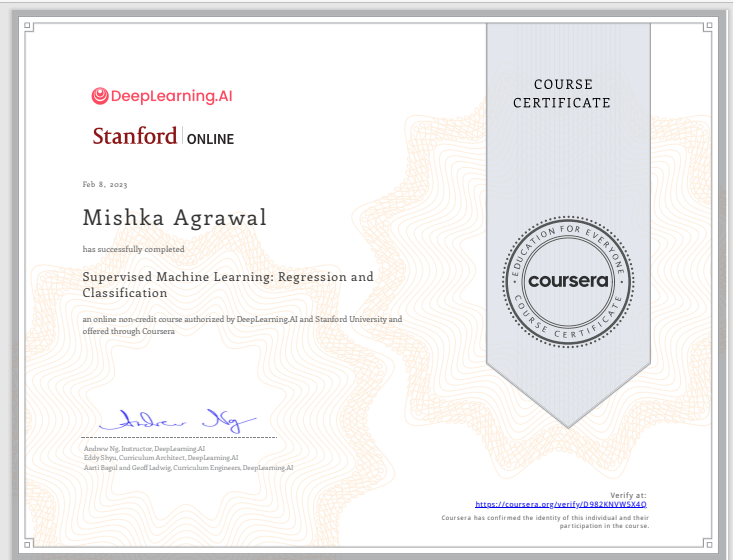 COURSE
CERTIFICATE
DeepLearning.AI
Stanford ONLINE
Feb 8, 2023
Mishka Agrawal
has successfully completed
Supervised Machine Learning: Regression and
Classification
an online non-credit course authorized by DeepLearning.AI and Stanford University and
offered through Coursera
EDUCATION FOR EVERYONE
coursera
COURSE CERTIFICATE
Andrew Ng
Andrew Ng, Instructor, DeepLearning.AI
Eddy Shyu, Curriculum Architect, DeepLearning.AI
Aarti Bagul and Geoff Ladwig, Curriculum Engineers, DeepLearning.AI
Verify at:
https://coursera.org/verify/D982KNVW5X4Q
Coursera has confirmed the identity of this individual and their
participation in the course.